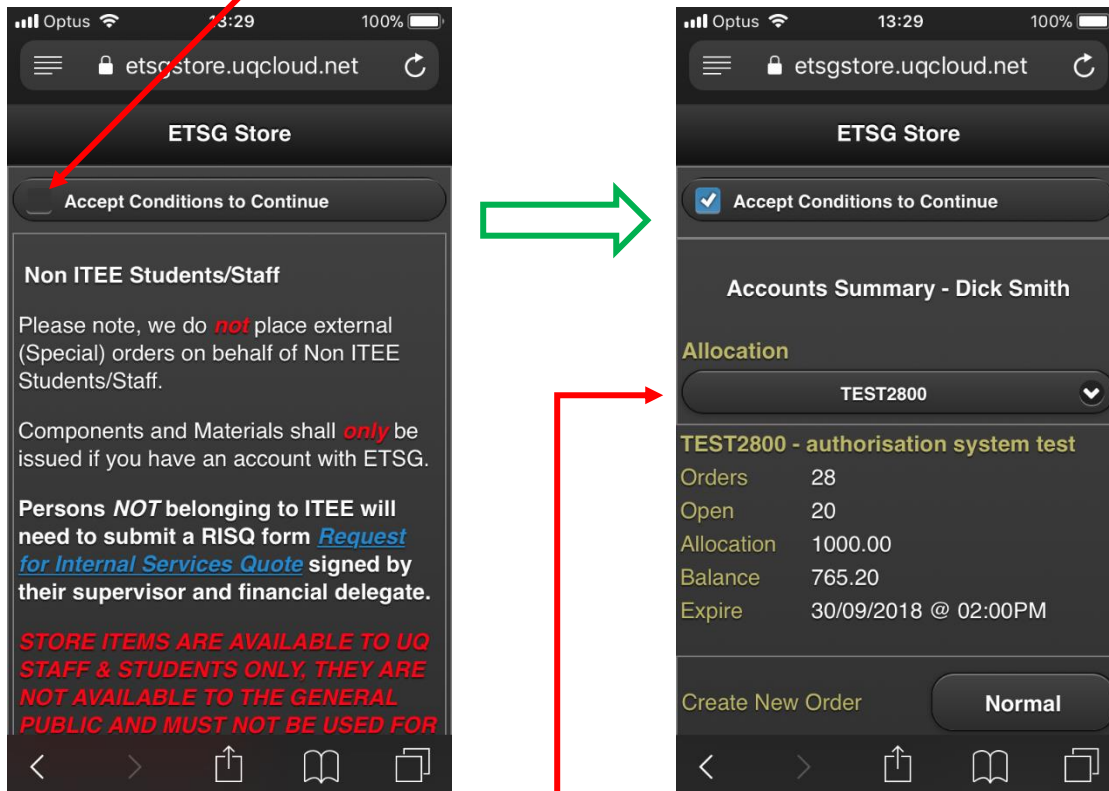 Optus 13:29 100%
etsgstore.uqcloud.net
ETSG Store
Accept Conditions to Continue
Non ITEE Students/Staff
Please note, we do not place external
(Special) orders on behalf of Non ITEE
Students/Staff.
Components and Materials shall only be
issued if you have an account with ETSG.
Persons NOT belonging to ITEE will
need to submit a RISQ form Request
for Internal Services Quote signed by
their supervisor and financial delegate.
STORE ITEMS ARE AVAILABLE TO UQ
STAFF & STUDENTS ONLY, THEY ARE
NOT AVAILABLE TO THE GENERAL
PUBLIC AND MUST NOT BE USED FOR
Optus 13:29 100%
etsgstore.uqcloud.net
ETSG Store
Accept Conditions to Continue
Accounts Summary - Dick Smith
Allocation
TEST2800
TEST2800 - authorisation system test
Orders 28
Open 20
Allocation 1000.00
Balance 765.20
Expire 30/09/2018 @ 02:00PM
Create New Order Normal